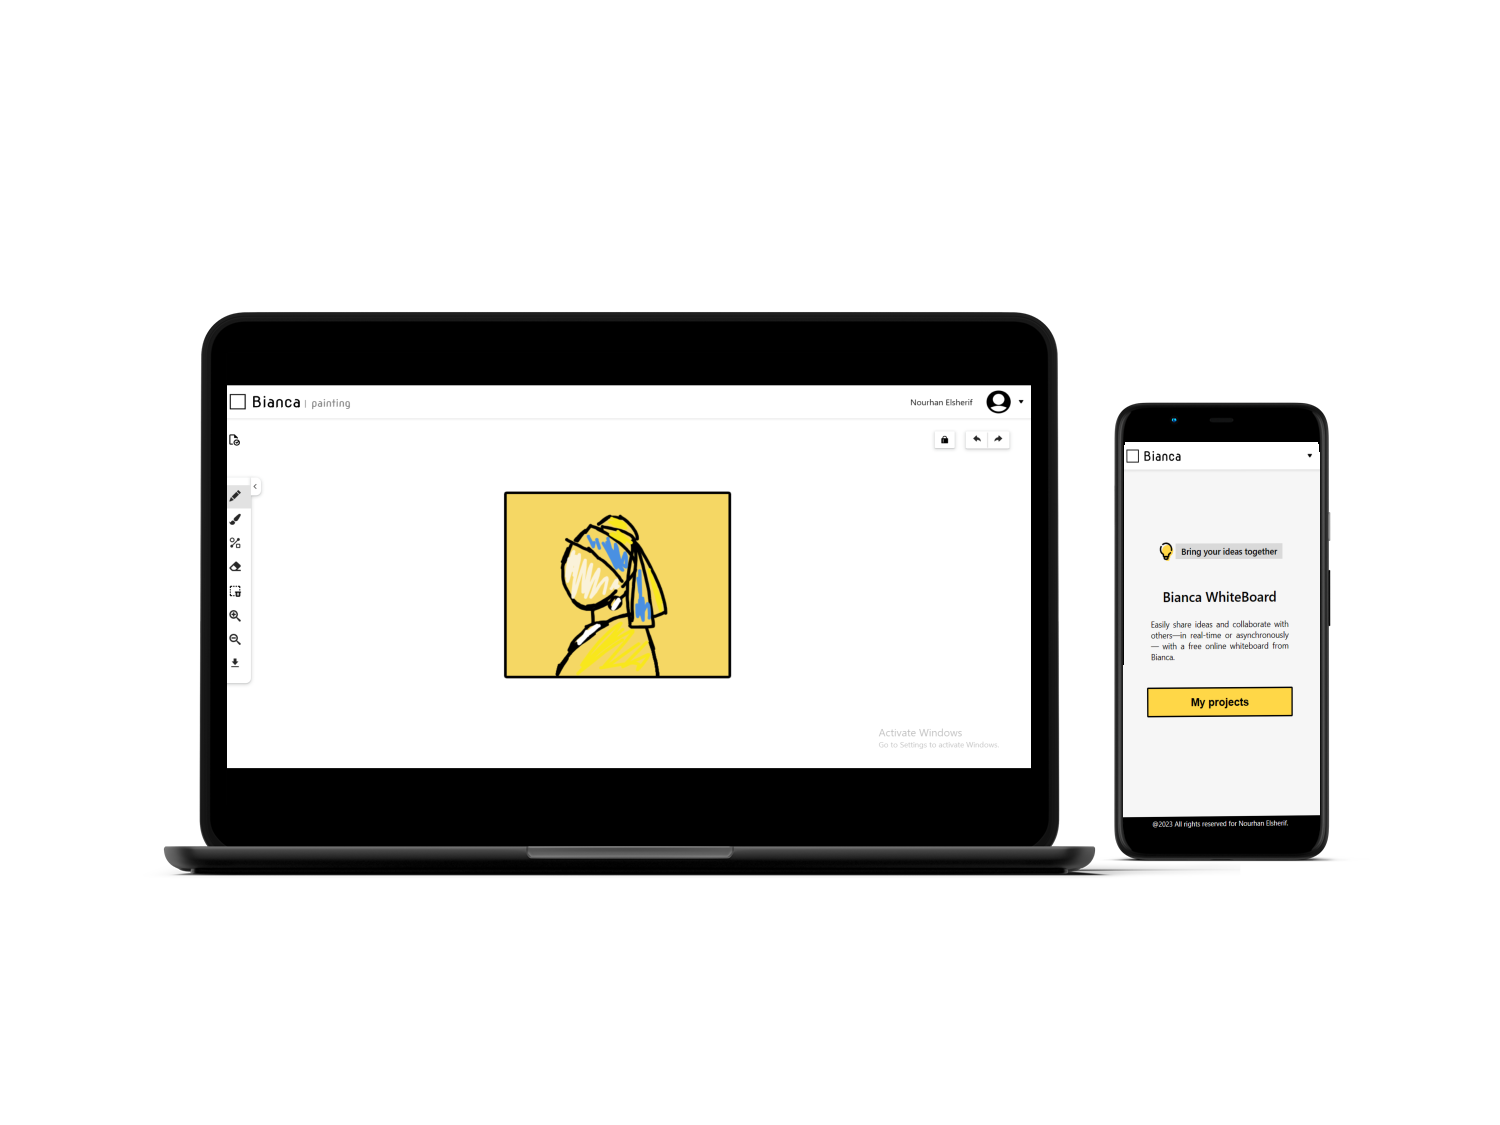 Bianca | painting
Nourhan Elsherif
Activate Windows
Go to Settings to activate Windows.
Bianca
Bring your ideas together
Bianca WhiteBoard
Easily share ideas and collaborate with
others—in real-time or asynchronously
— with a free online whiteboard from
Bianca.
My projects
@2023 All rights reserved for Nourhan Elsherif.